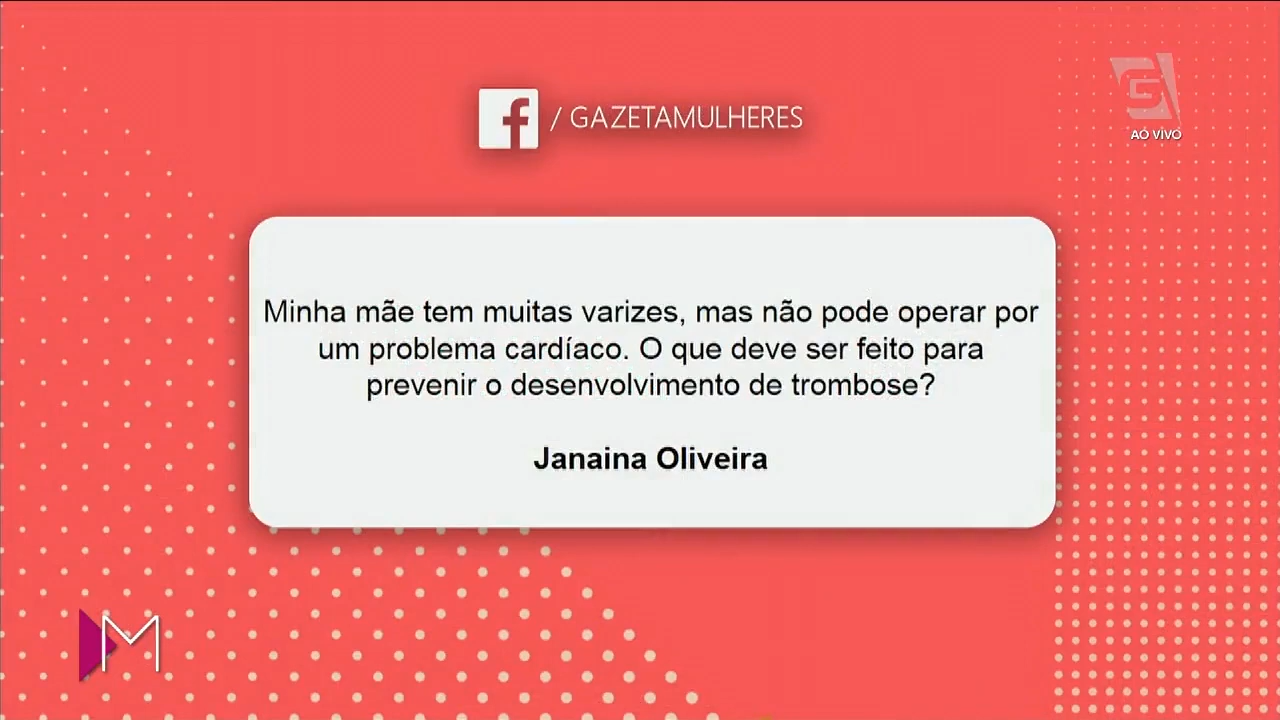 / GAZETAMULHERES
AO VIVO
Minha mãe tem muitas varizes, mas não pode operar por
um problema cardíaco. O que deve ser feito para
prevenir o desenvolvimento de trombose?
Janaina Oliveira
M